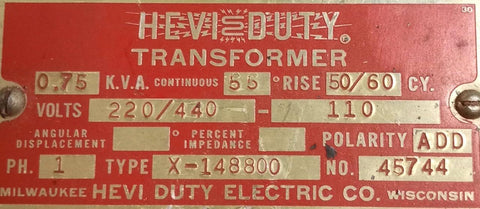 36
HEVI DUTY
TRANSFORMER
0.75 K.V.A. CONTINUOUS 55 ° RISE 50/60 CY.
VOLTS 220/440 - 110
ANGULAR DISPLACEMENT ° PERCENT IMPEDANCE POLARITY ADD
PH. 1 TYPE X-148800 NO. 45744
MILWAUKEE HEVI DUTY ELECTRIC CO. WISCONSIN